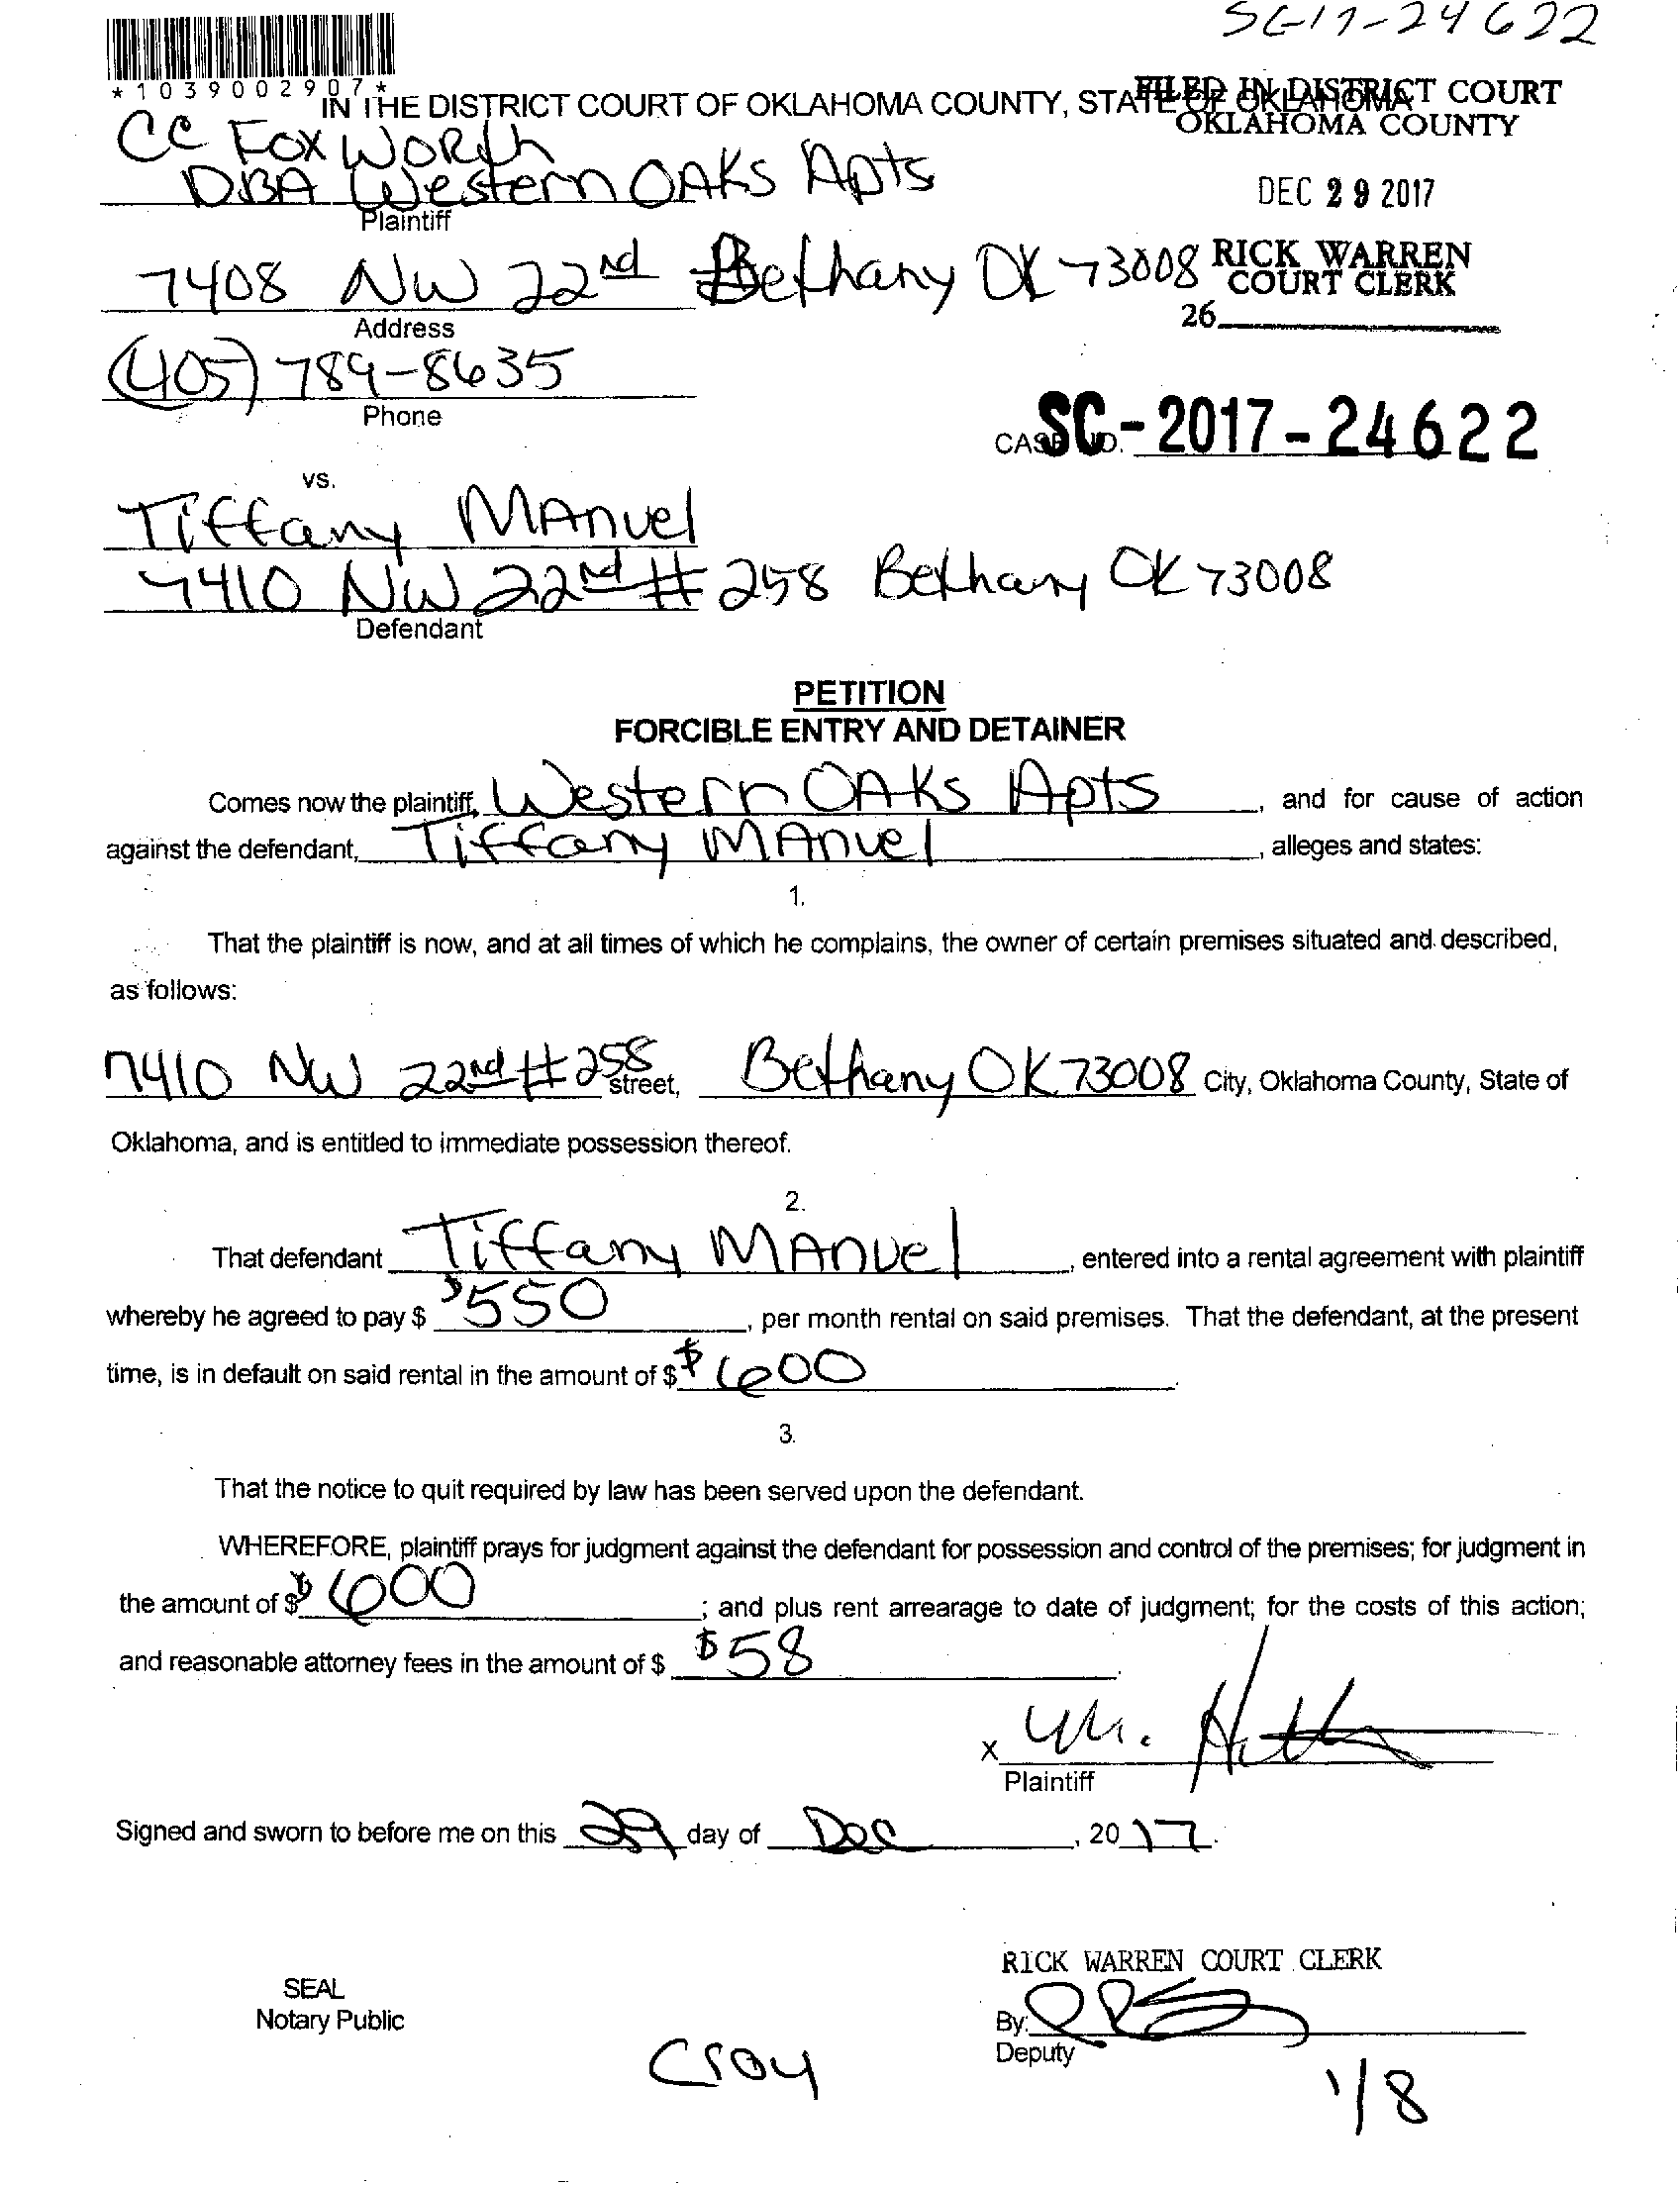 SC-17-24622
*1039002907*
IN THE DISTRICT COURT OF OKLAHOMA COUNTY, STATE OF OKLAHOMA
FILED IN DISTRICT COURT
OKLAHOMA COUNTY
CC FOXWORTH
DBA Western OAKS Apts
Plaintiff
DEC 29 2017
7408 NW 22nd Bethany OK 73008
RICK WARREN
COURT CLERK
Address
26
(405) 789-8635
Phone
CASE NO. SC-2017-24622
vs.
Tiffany MAnuel
7410 NW 22nd #258 Bethany OK 73008
Defendant
PETITION
FORCIBLE ENTRY AND DETAINER
Comes now the plaintiff, Western OAKS Apts, and for cause of action
against the defendant, Tiffany MAnuel, alleges and states:
1.
That the plaintiff is now, and at all times of which he complains, the owner of certain premises situated and described,
as follows:
7410 NW 22nd #258 street, Bethany OK 73008 City, Oklahoma County, State of
Oklahoma, and is entitled to immediate possession thereof.
2.
That defendant Tiffany MAnuel, entered into a rental agreement with plaintiff
whereby he agreed to pay $ $550, per month rental on said premises. That the defendant, at the present
time, is in default on said rental in the amount of $ $600.
3.
That the notice to quit required by law has been served upon the defendant.
WHEREFORE, plaintiff prays for judgment against the defendant for possession and control of the premises; for judgment in
the amount of $ $600; and plus rent arrearage to date of judgment; for the costs of this action;
and reasonable attorney fees in the amount of $ $58.
x
Plaintiff
Signed and sworn to before me on this 29 day of Dec, 2017.
RICK WARREN COURT CLERK
SEAL
Notary Public
By:
Deputy
Croy
1/8